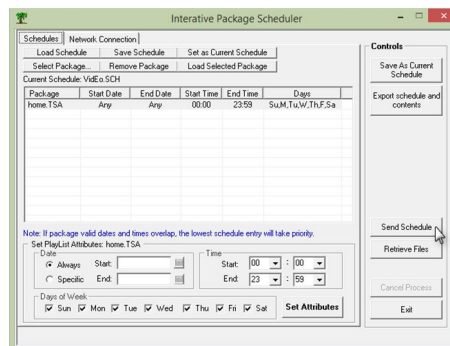 Interative Package Scheduler
Schedules Network Connection
Load Schedule Save Schedule Set as Current Schedule
Select Package... Remove Package Load Selected Package
Current Schedule: VidEo.SCH
Package Start Date End Date Start Time End Time Days
home.TSA Any Any 00:00 23:59 Su,M,Tu,W,Th,F,Sa
Note: If package valid dates and times overlap, the lowest schedule entry will take priority.
Set PlayList Attributes: home.TSA
Date
Always Start:
Specific End:
Time
Start: 00 : 00
End: 23 : 59
Days of Week
Sun Mon Tue Wed Thu Fri Sat
Set Attributes
Controls
Save As Current
Schedule
Export schedule and
contents
Send Schedule
Retrieve Files
Cancel Process
Exit